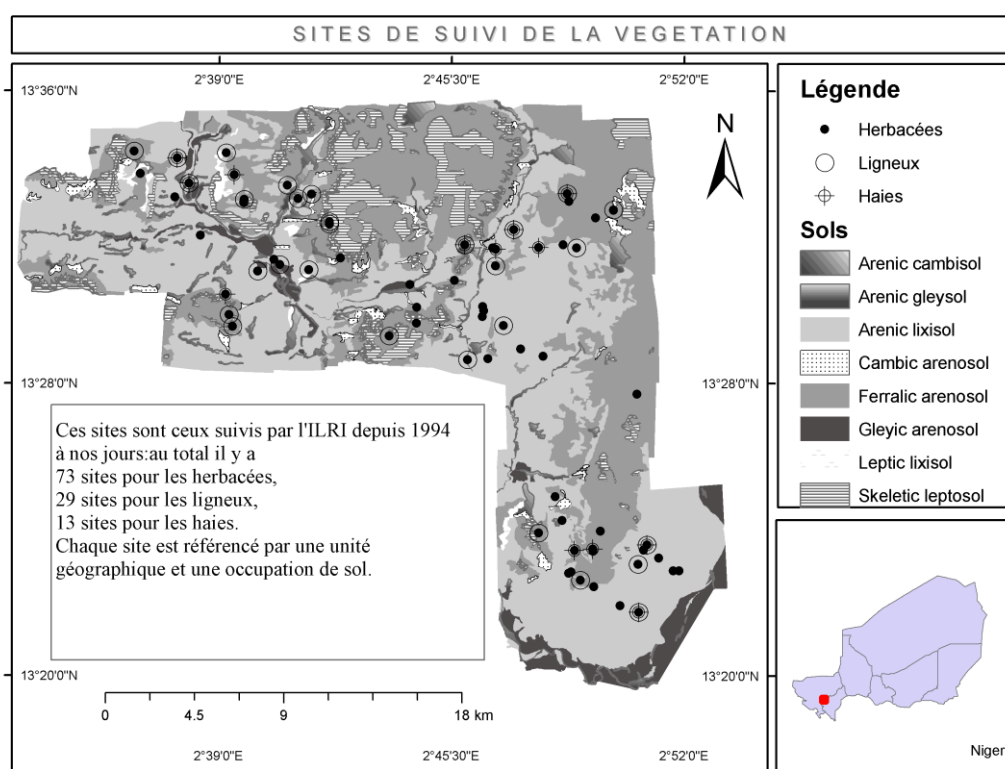 SITES DE SUIVI DE LA VEGETATION
2°39'0"E
2°45'30"E
2°52'0"E
13°36'0"N
13°36'0"N
N
13°28'0"N
13°28'0"N
Ces sites sont ceux suivis par l'ILRI depuis 1994
à nos jours:au total il y a
73 sites pour les herbacées,
29 sites pour les ligneux,
13 sites pour les haies.
Chaque site est référencé par une unité
géographique et une occupation de sol.
13°20'0"N
13°20'0"N
0
4.5
9
18 km
2°39'0"E
2°45'30"E
2°52'0"E
Légende
Herbacées
Ligneux
Haies
Sols
Arenic cambisol
Arenic gleysol
Arenic lixisol
Cambic arenosol
Ferralic arenosol
Gleyic arenosol
Leptic lixisol
Skeletic leptosol
Niger